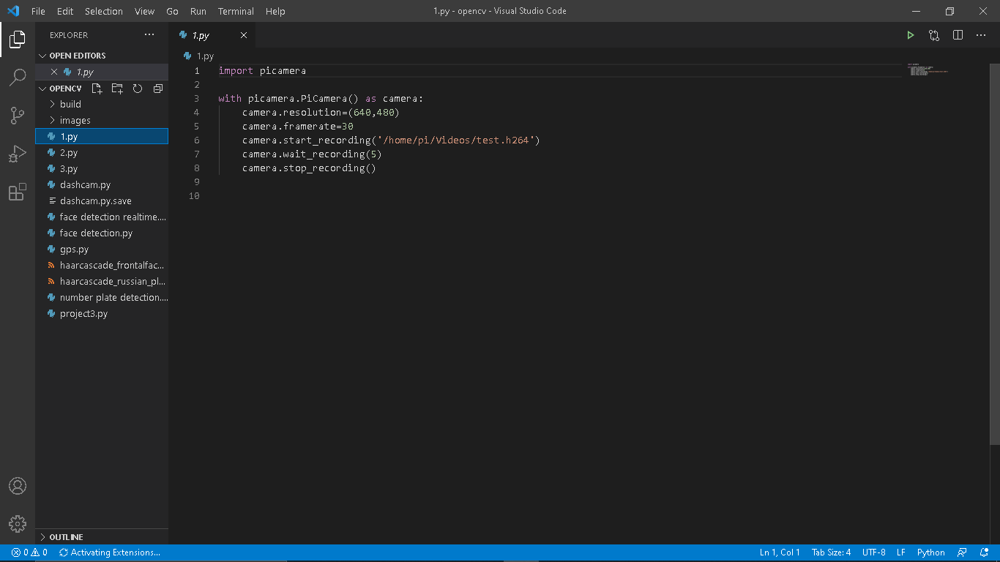 File Edit Selection View Go Run Terminal Help
1.py - opencv - Visual Studio Code
EXPLORER
OPEN EDITORS
1.py
OPENCV
build
images
1.py
2.py
3.py
dashcam.py
dashcam.py.save
face detection realtime....
face detection.py
gps.py
haarcascade_frontalfac...
haarcascade_russian_pl...
number plate detection....
project3.py
OUTLINE
1.py
1.py
1 import picamera
2
3 with picamera.PiCamera() as camera:
4     camera.resolution=(640,480)
5     camera.framerate=30
6     camera.start_recording('/home/pi/Videos/test.h264')
7     camera.wait_recording(5)
8     camera.stop_recording()
9
10
0 0 Activating Extensions...
Ln 1, Col 1 Tab Size: 4 UTF-8 LF Python